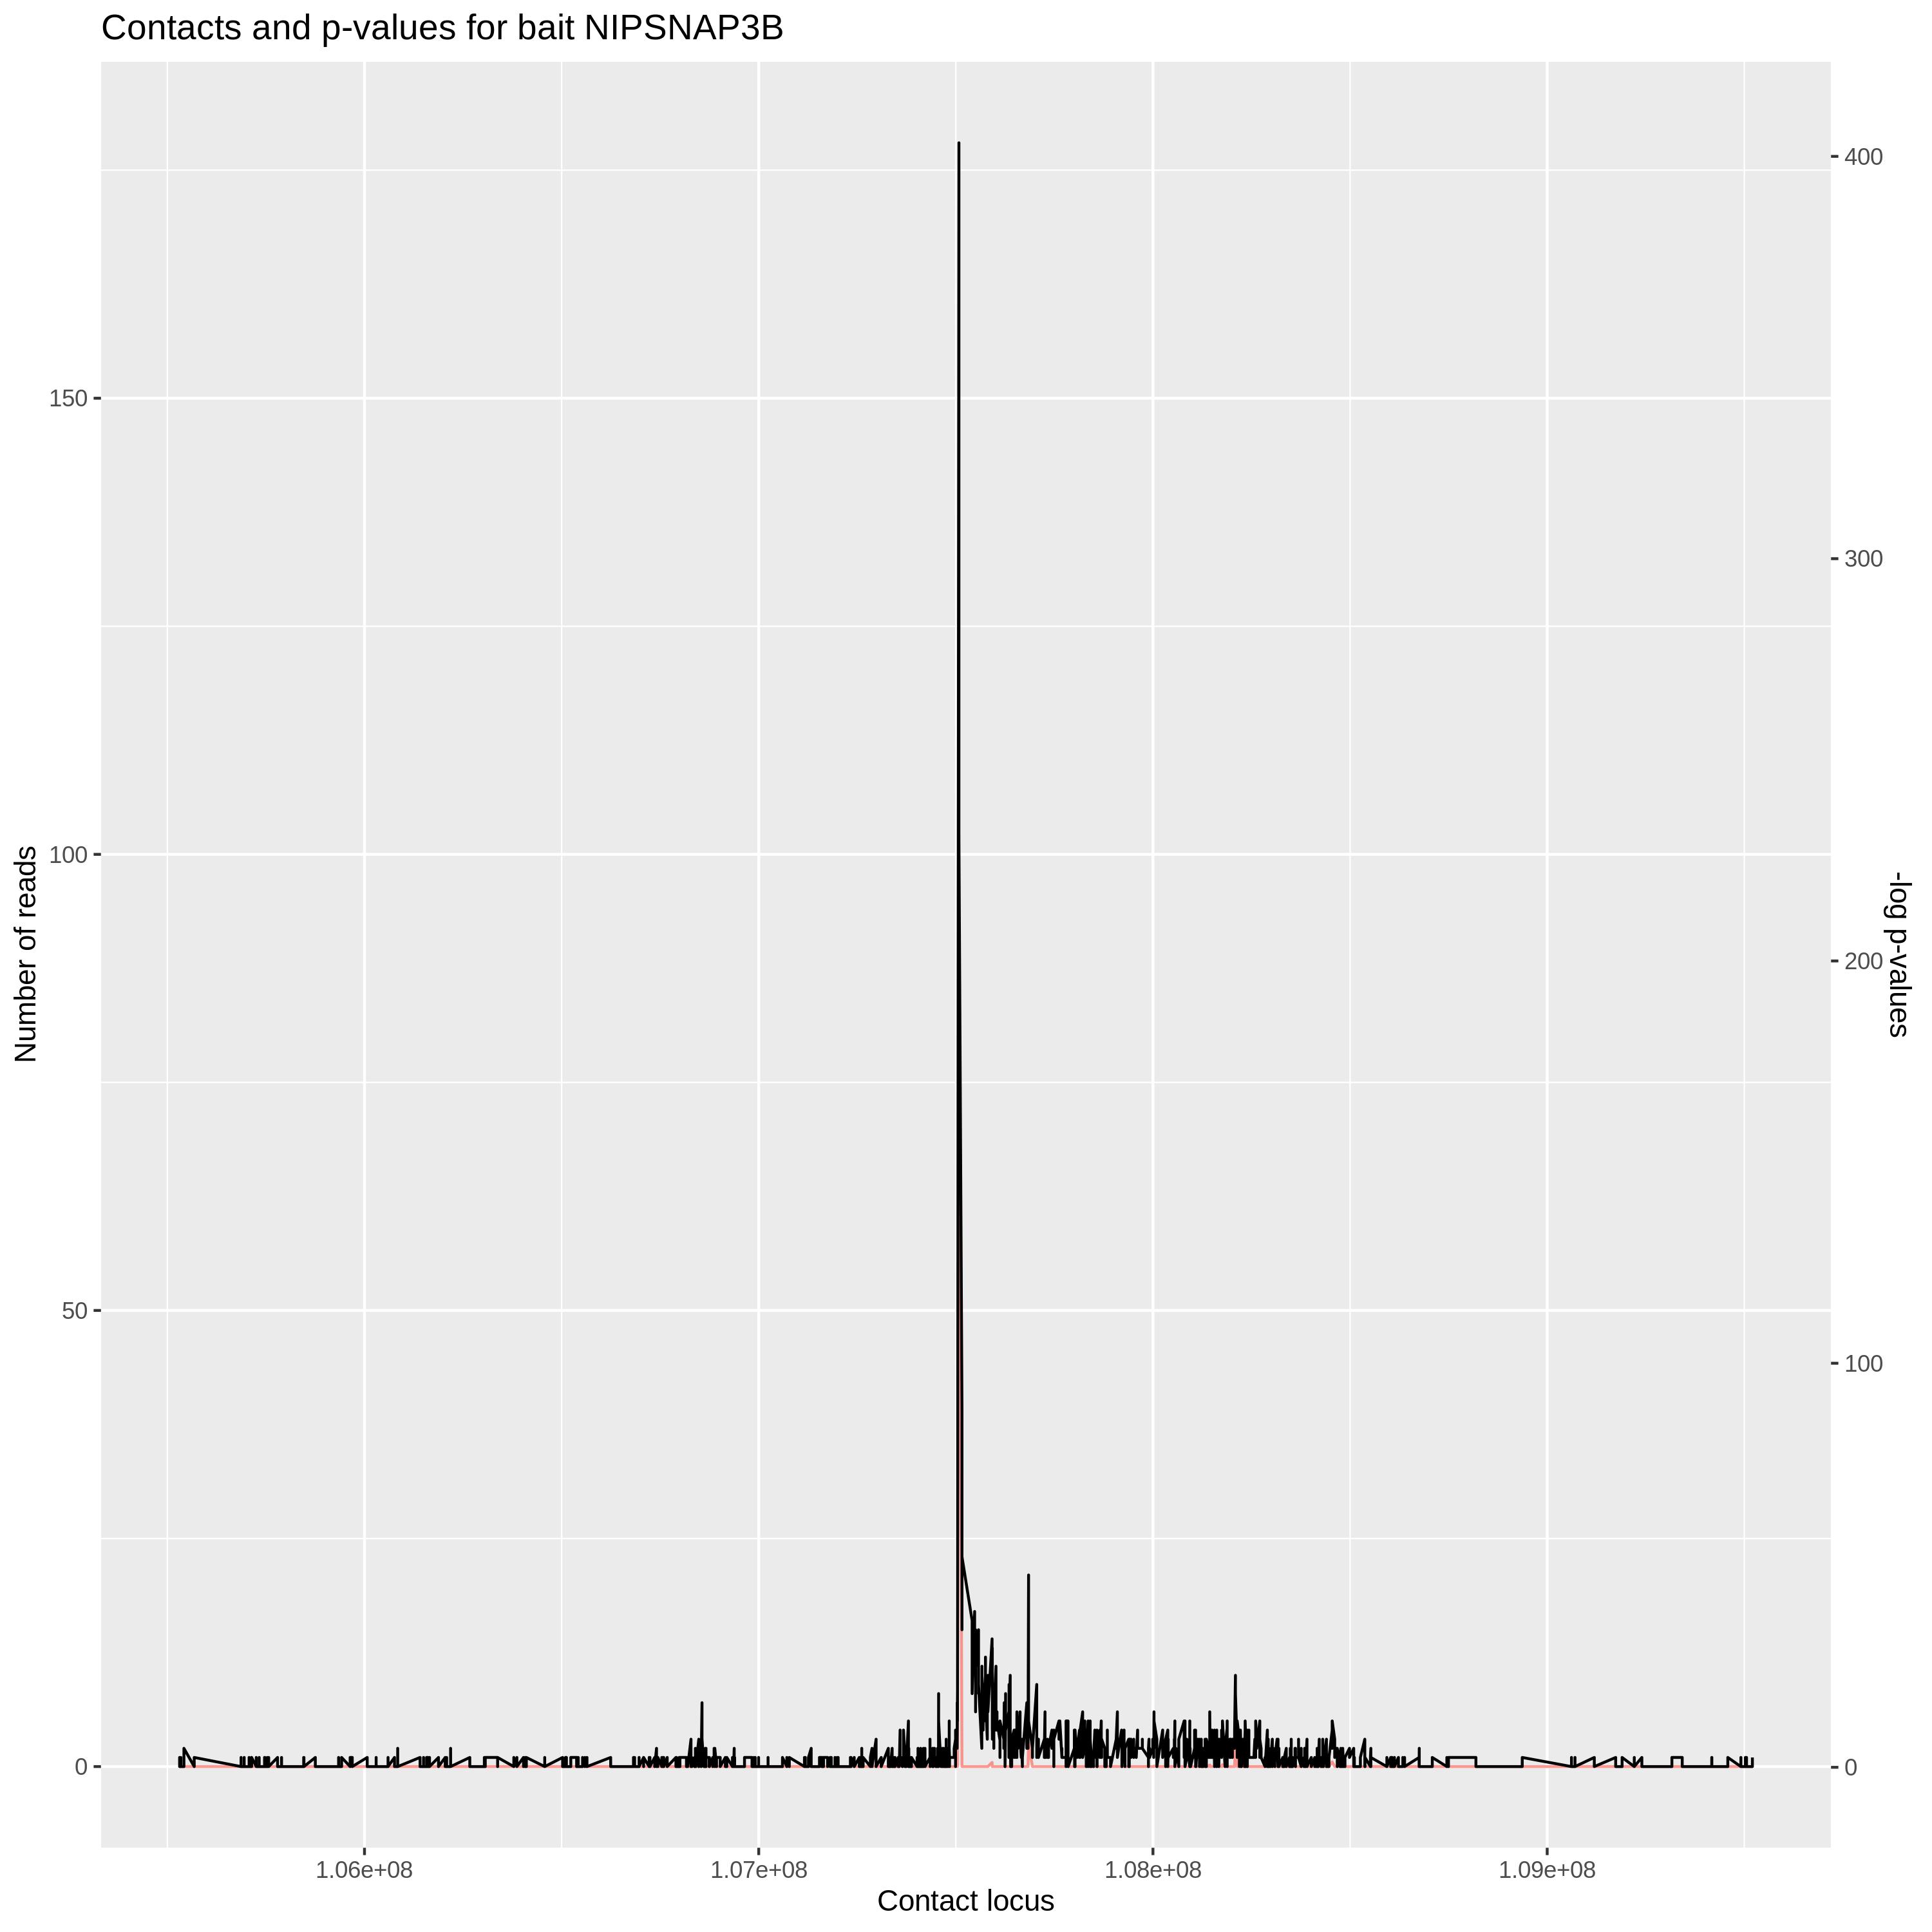 Contacts and p-values for bait NIPSNAP3B
Number of reads
150
100
50
0
400
300
200
100
0
-log p-values
1.06e+08
1.07e+08
1.08e+08
1.09e+08
Contact locus